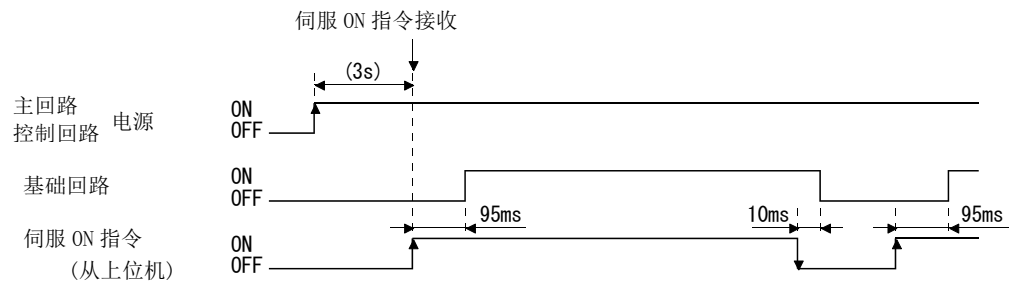 伺服 ON 指令接收
(3s)
主回路
控制回路
电源
ON
OFF
基础回路
ON
OFF
95ms
10ms
95ms
伺服 ON 指令
(从上位机)
ON
OFF